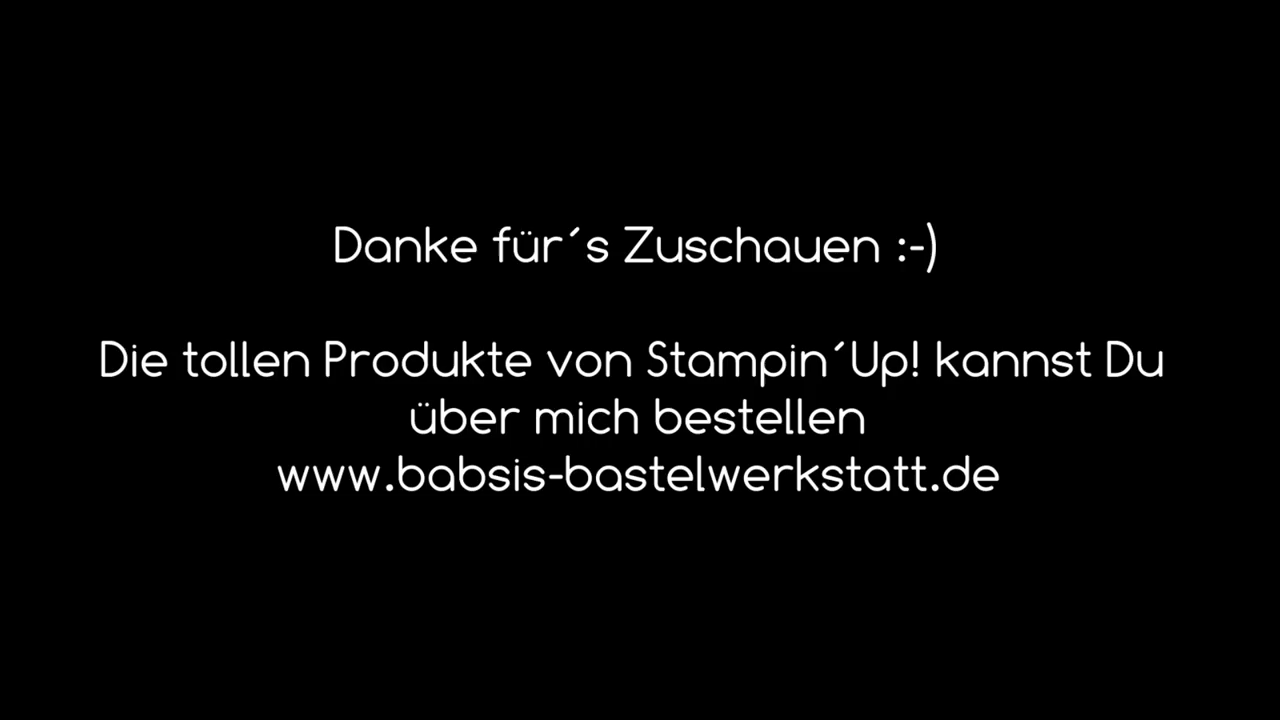 Danke für´s Zuschauen :-)
Die tollen Produkte von Stampin´Up! kannst Du
über mich bestellen
www.babsis-bastelwerkstatt.de